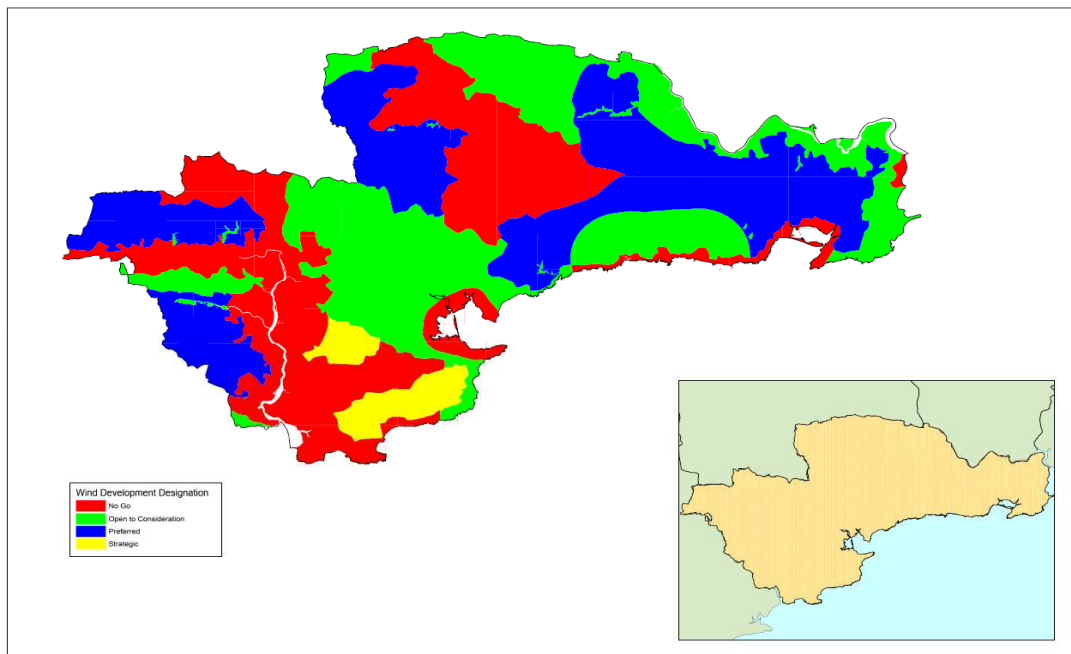 Wind Development Designation
No Go
Open to Consideration
Preferred
Strategic